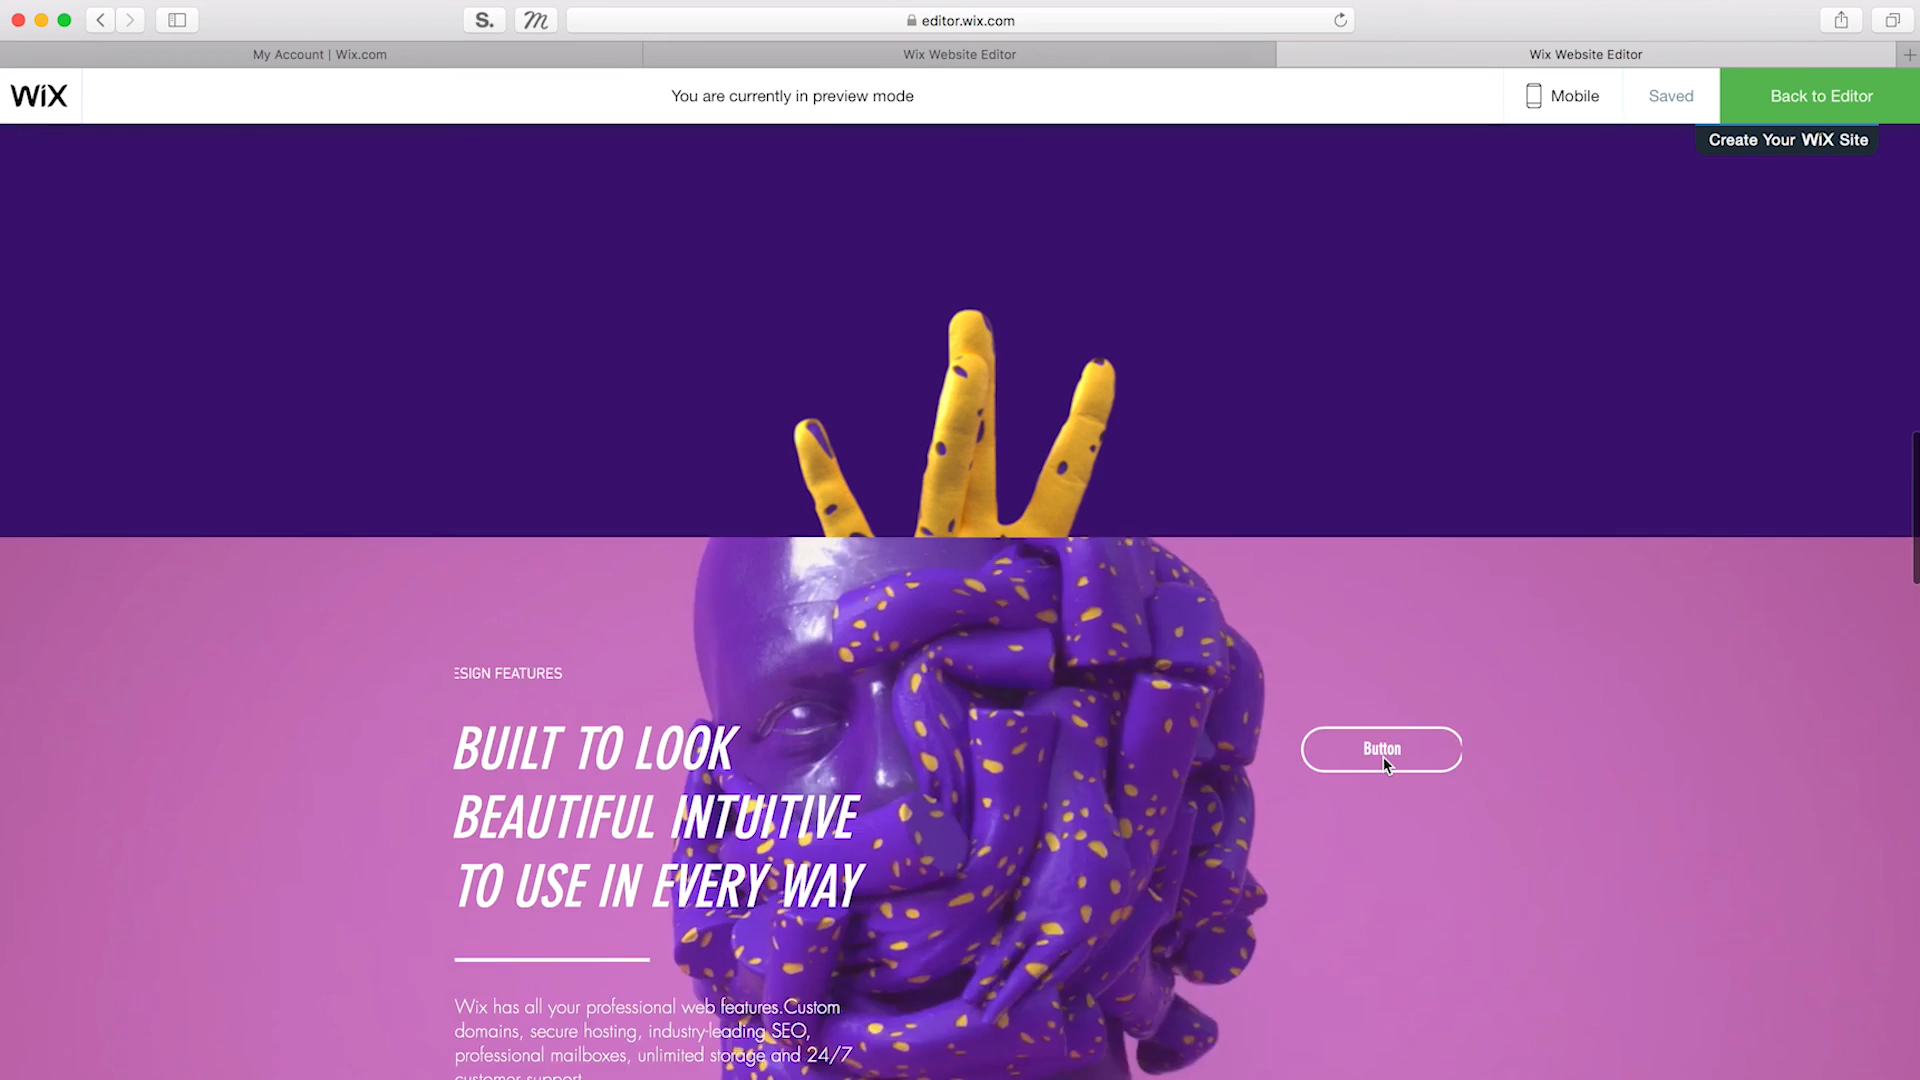 S.
editor.wix.com
My Account | Wix.com
Wix Website Editor
Wix Website Editor
WiX
You are currently in preview mode
Mobile
Saved
Back to Editor
Create Your WiX Site
ESIGN FEATURES
BUILT TO LOOK
BEAUTIFUL INTUITIVE
TO USE IN EVERY WAY
Button
Wix has all your professional web features.Custom
domains, secure hosting, industry-leading SEO,
professional mailboxes, unlimited storage and 24/7
customer support